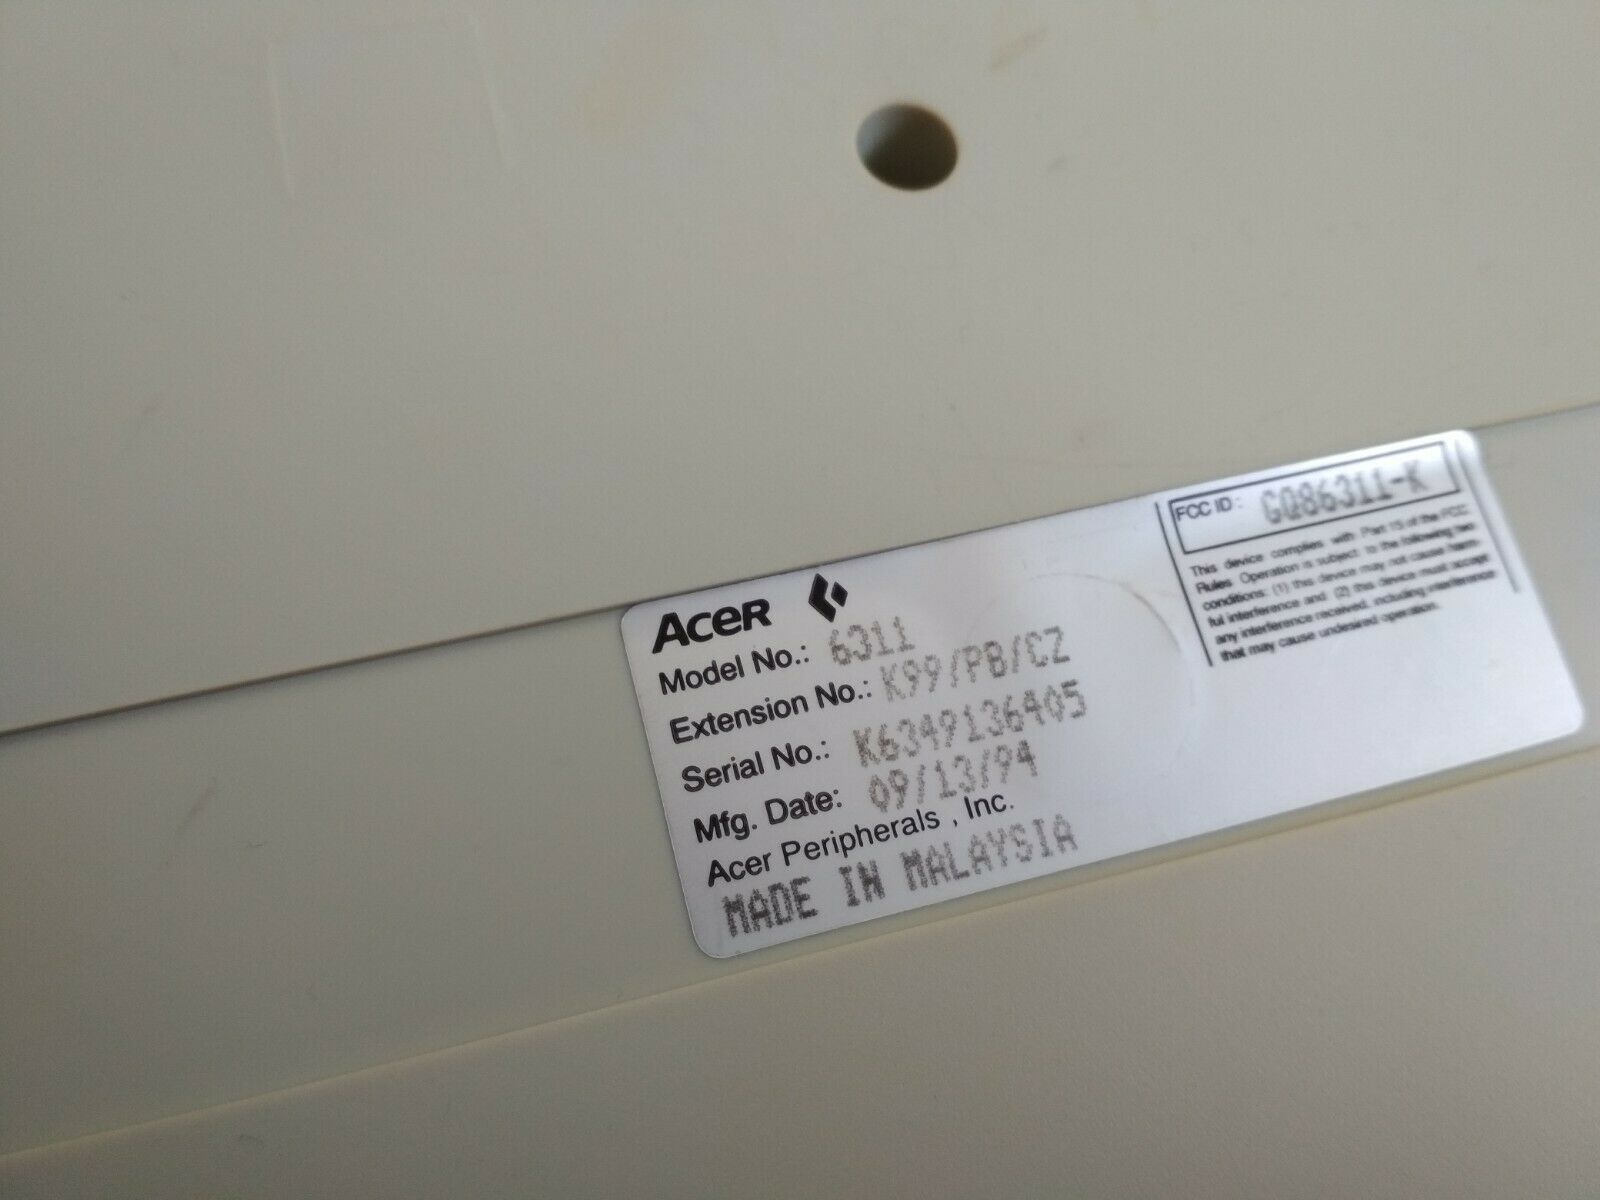 ACeR
Model No.: 6311
Extension No.: K99/PB/CZ
Serial No.: K6349136405
Mfg. Date: 09/13/94
Acer Peripherals , Inc.
MADE IN MALAYSIA
FCC ID: GQ86311-K
This device complies with Part 15 of the FCC
Rules. Operation is subject to the following two
conditions: (1) this device may not cause harm-
ful interference and (2) this device must accept
any interference received, including interference
that may cause undesired operation.